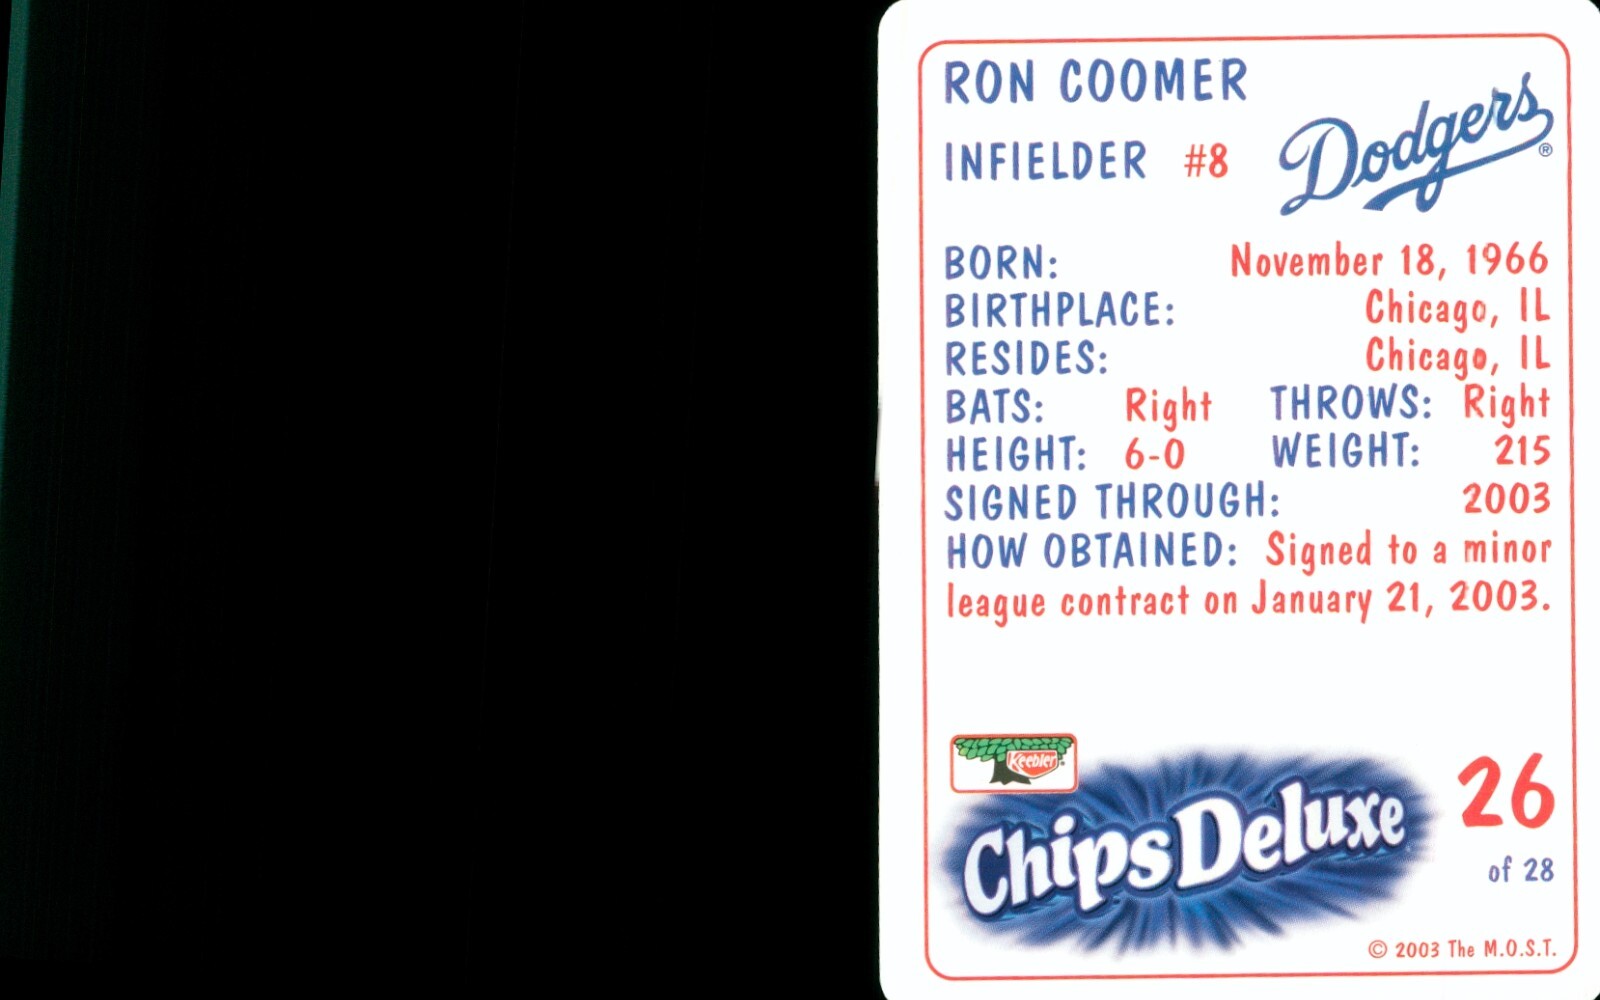 RON COOMER
INFIELDER #8
Dodgers®
BORN: November 18, 1966
BIRTHPLACE: Chicago, IL
RESIDES: Chicago, IL
BATS: Right THROWS: Right
HEIGHT: 6-0 WEIGHT: 215
SIGNED THROUGH: 2003
HOW OBTAINED: Signed to a minor
league contract on January 21, 2003.
Keebler
Chips Deluxe
26
of 28
© 2003 The M.O.S.T.